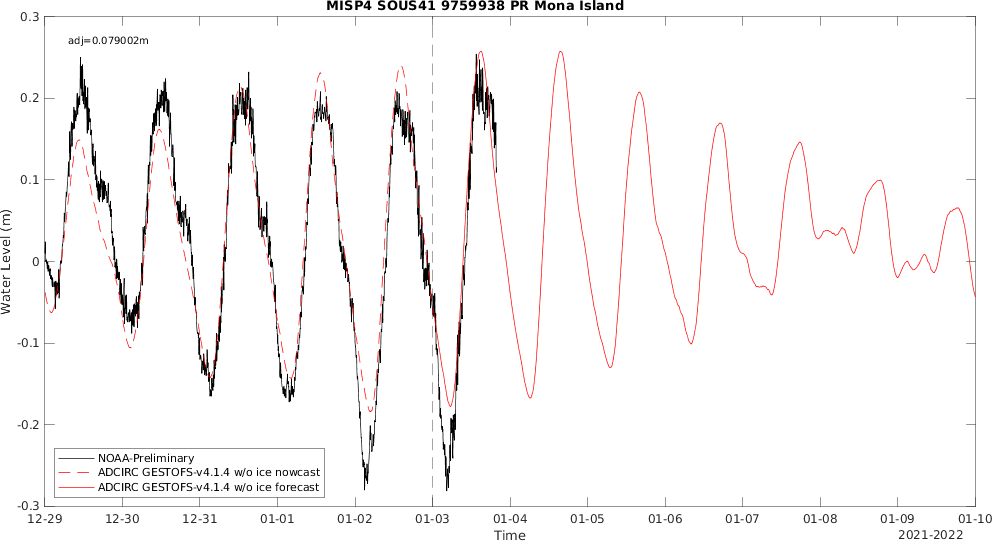 MISP4 SOUS41 9759938 PR Mona Island
adj=0.079002m
0.3
0.2
0.1
0
-0.1
-0.2
-0.3
Water Level (m)
NOAA-Preliminary
ADCIRC GESTOFS-v4.1.4 w/o ice nowcast
ADCIRC GESTOFS-v4.1.4 w/o ice forecast
12-29 12-30 12-31 01-01 01-02 01-03 01-04 01-05 01-06 01-07 01-08 01-09 01-10
Time
2021-2022